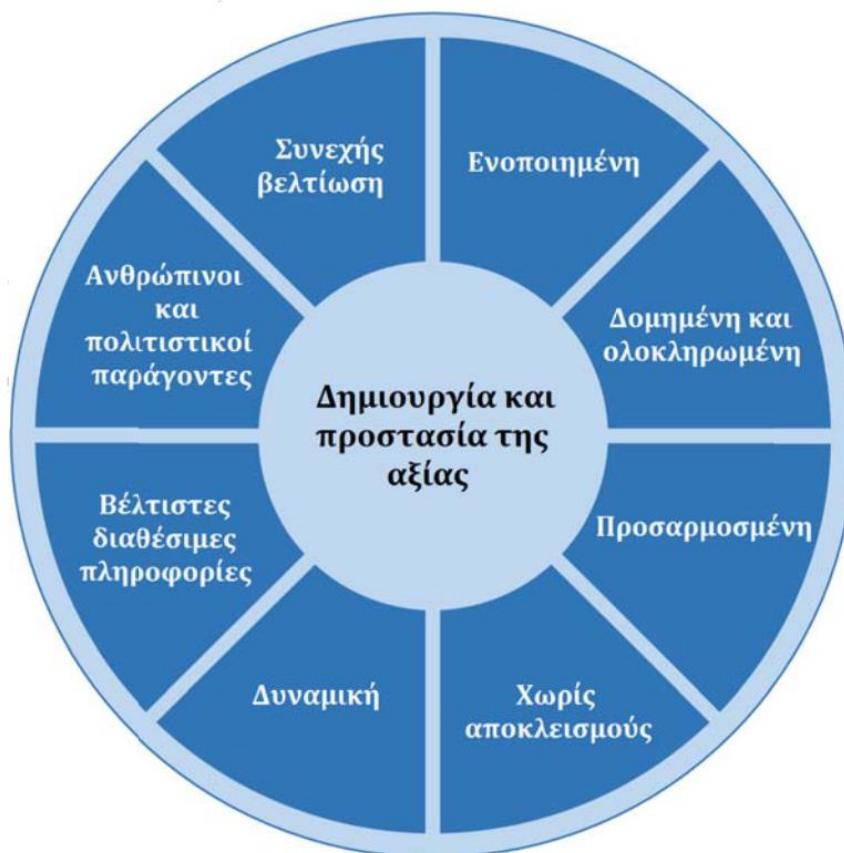 Συνεχής
βελτίωση
Ενοποιημένη
Ανθρώπινοι
και
πολιτιστικοί
παράγοντες
Δομημένη και
ολοκληρωμένη
Δημιουργία και
προστασία της
αξίας
Βέλτιστες
διαθέσιμες
πληροφορίες
Προσαρμοσμένη
Δυναμική
Χωρίς
αποκλεισμούς